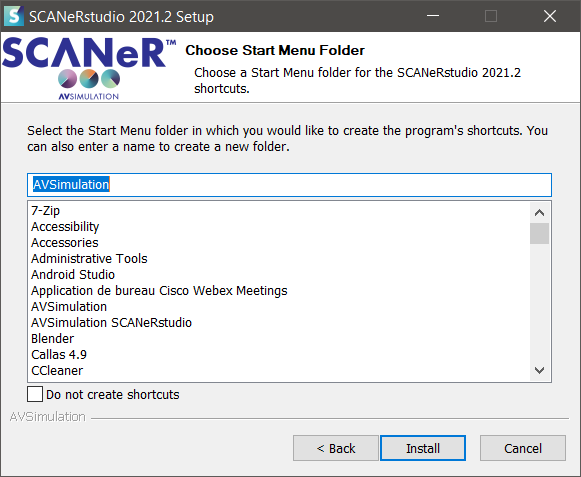 SCANeRstudio 2021.2 Setup
SCANeR™
AVSIMULATION
Choose Start Menu Folder
Choose a Start Menu folder for the SCANeRstudio 2021.2
shortcuts.
Select the Start Menu folder in which you would like to create the program's shortcuts. You
can also enter a name to create a new folder.
AVSimulation
7-Zip
Accessibility
Accessories
Administrative Tools
Android Studio
Application de bureau Cisco Webex Meetings
AVSimulation
AVSimulation SCANeRstudio
Blender
Callas 4.9
CCleaner
Do not create shortcuts
AVSimulation
< Back
Install
Cancel